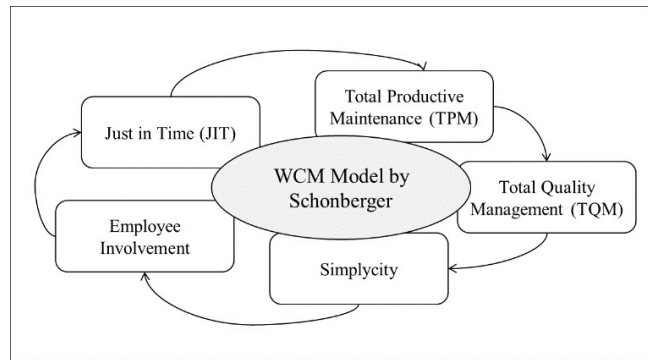 Total Productive
Maintenance (TPM)
Just in Time (JIT)
WCM Model by
Schonberger
Total Quality
Management (TQM)
Employee
Involvement
Simplycity